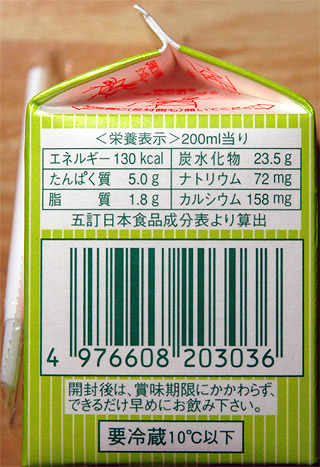 ＜栄養表示＞200ml当り
エネルギー 130 kcal 炭水化物 23.5 g
たんぱく質 5.0 g ナトリウム 72 mg
脂質 1.8 g カルシウム 158 mg
五訂日本食品成分表より算出
4 976608 203036
開封後は、賞味期限にかかわらず、
できるだけ早めにお飲み下さい。
要冷蔵10℃以下